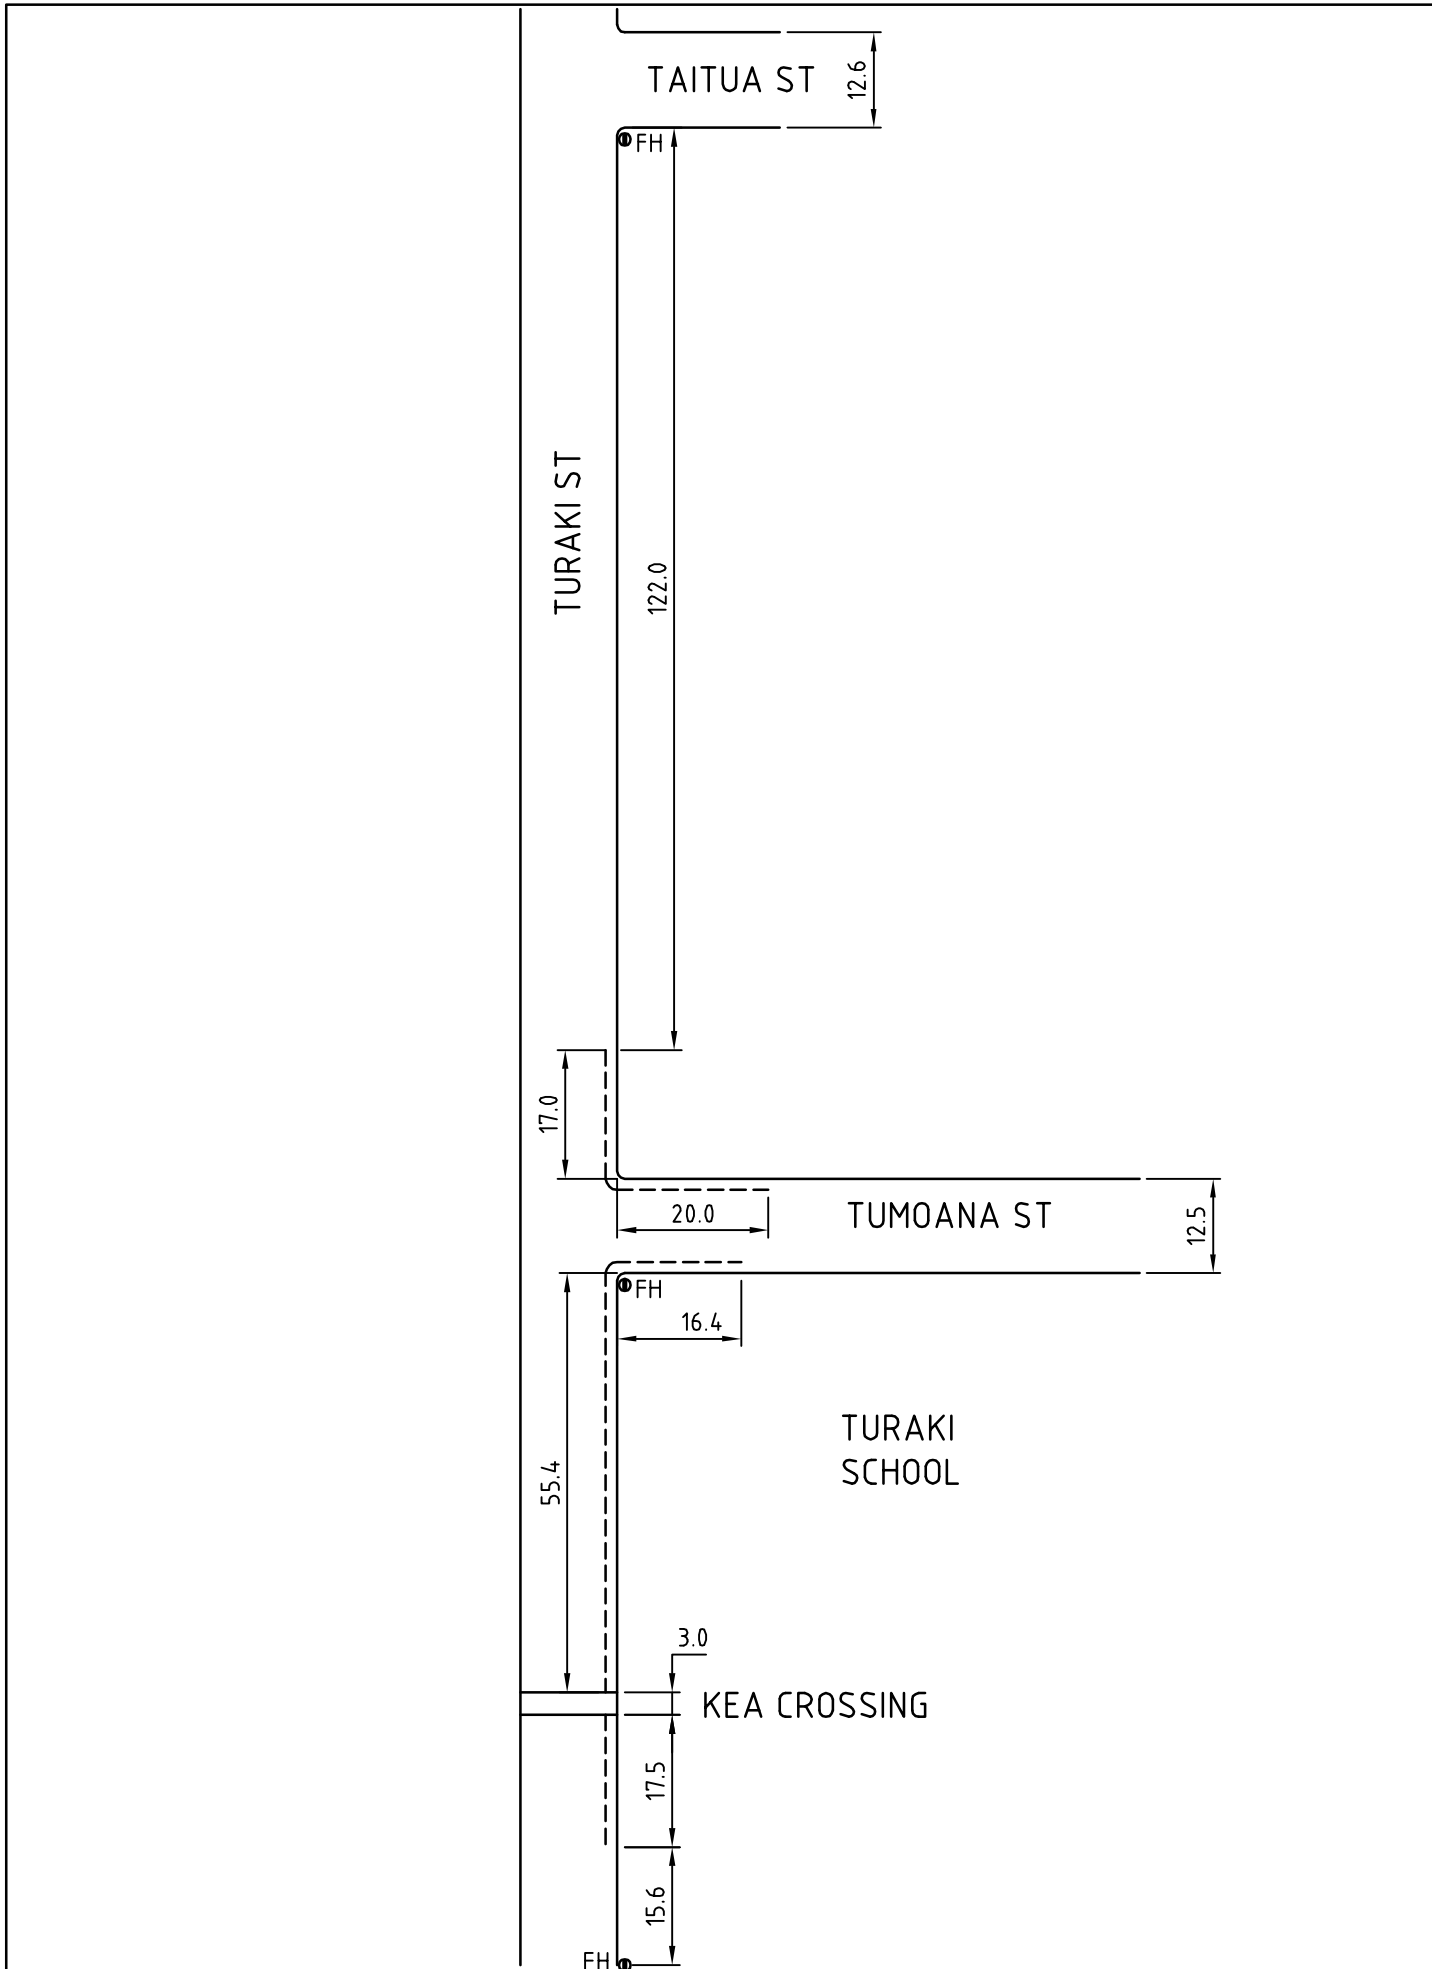 TAITUA ST
12.6
FH
TURAKI ST
122.0
17.0
20.0
TUMOANA ST
12.5
FH
16.4
TURAKI
SCHOOL
55.4
3.0
KEA CROSSING
17.5
15.6
FH